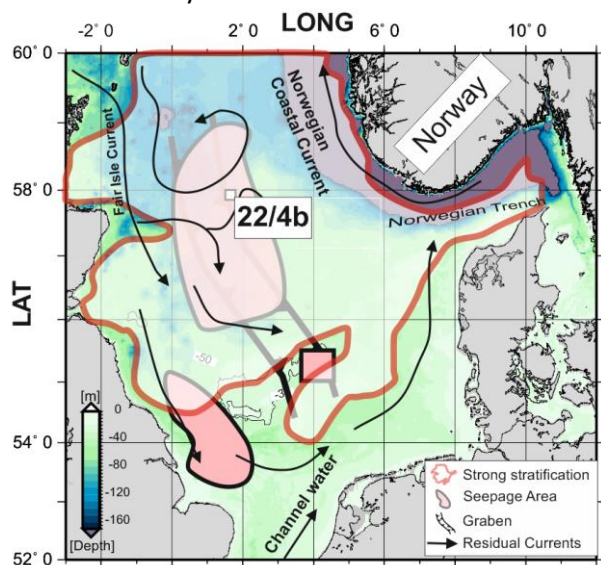 LONG
-2° 0 2° 0 6° 0 10° 0
60° 0
58° 0
56° 0
54° 0
52° 0
LAT
Norway
Norwegian
Coastal Current
Fair Isle Current
Norwegian Trench
22/4b
-50
Channel water
[m]
0
-40
-80
-120
-160
[Depth]
Strong stratification
Seepage Area
Graben
Residual Currents